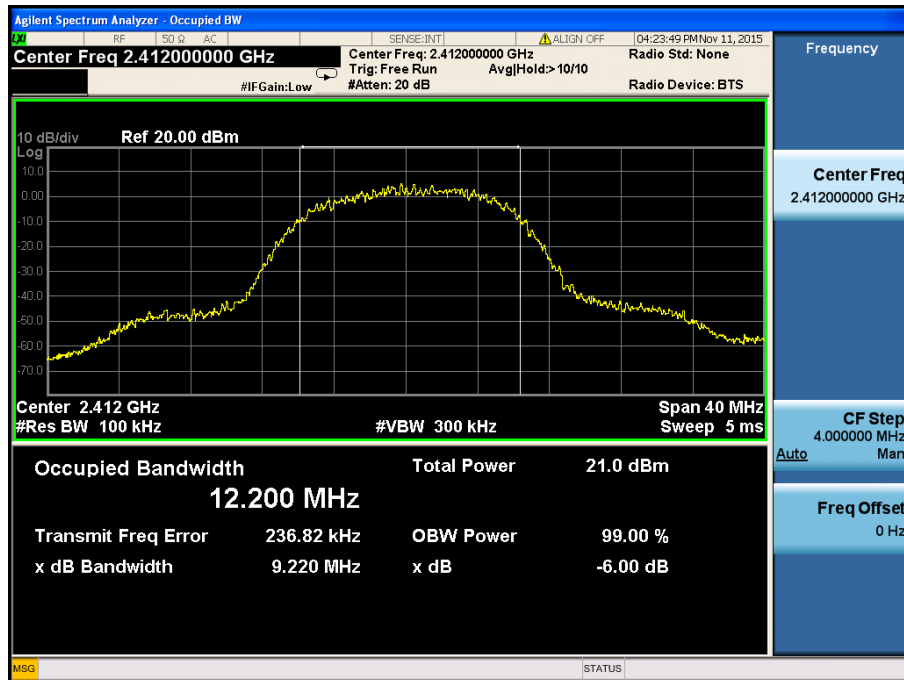 Agilent Spectrum Analyzer - Occupied BW
LXI RF 50 Ω AC SENSE:INT ALIGN OFF 04:23:49 PM Nov 11, 2015
Center Freq 2.412000000 GHz
Center Freq: 2.412000000 GHz
Radio Std: None
Trig: Free Run Avg|Hold:>10/10
#IFGain:Low
#Atten: 20 dB
Radio Device: BTS
10 dB/div Ref 20.00 dBm
Log
10.0
0.00
-10.0
-20.0
-30.0
-40.0
-50.0
-60.0
-70.0
Center 2.412 GHz Span 40 MHz
#Res BW 100 kHz #VBW 300 kHz Sweep 5 ms
Occupied Bandwidth Total Power 21.0 dBm
12.200 MHz
Transmit Freq Error 236.82 kHz OBW Power 99.00 %
x dB Bandwidth 9.220 MHz x dB -6.00 dB
MSG STATUS
Frequency
Center Freq
2.412000000 GHz
CF Step
4.000000 MHz
Auto Man
Freq Offset
0 Hz